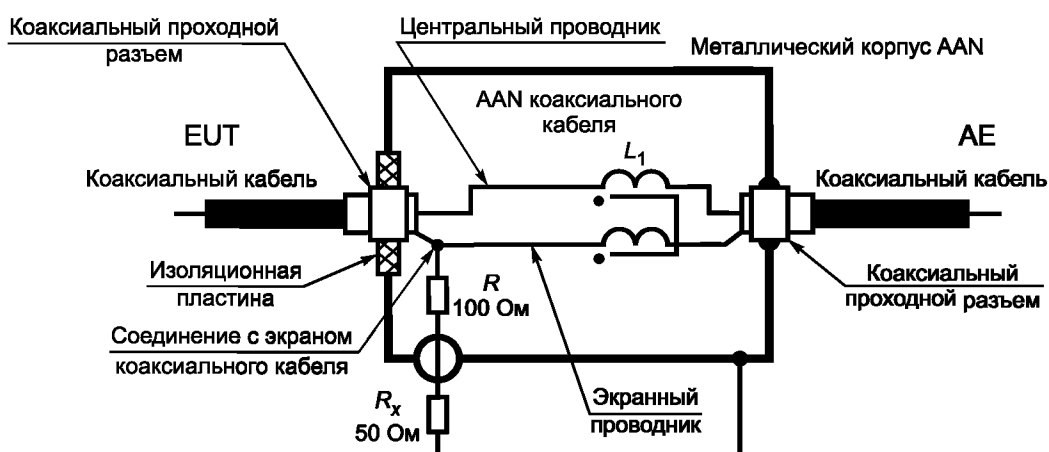 Коаксиальный проходной
разъем
Центральный проводник
Металлический корпус AAN
AAN коаксиального
кабеля
EUT
L1
AE
Коаксиальный кабель
Коаксиальный кабель
Изоляционная
пластина
R
100 Ом
Коаксиальный
проходной разъем
Соединение с экраном
коаксиального кабеля
Rx
50 Ом
Экранный
проводник